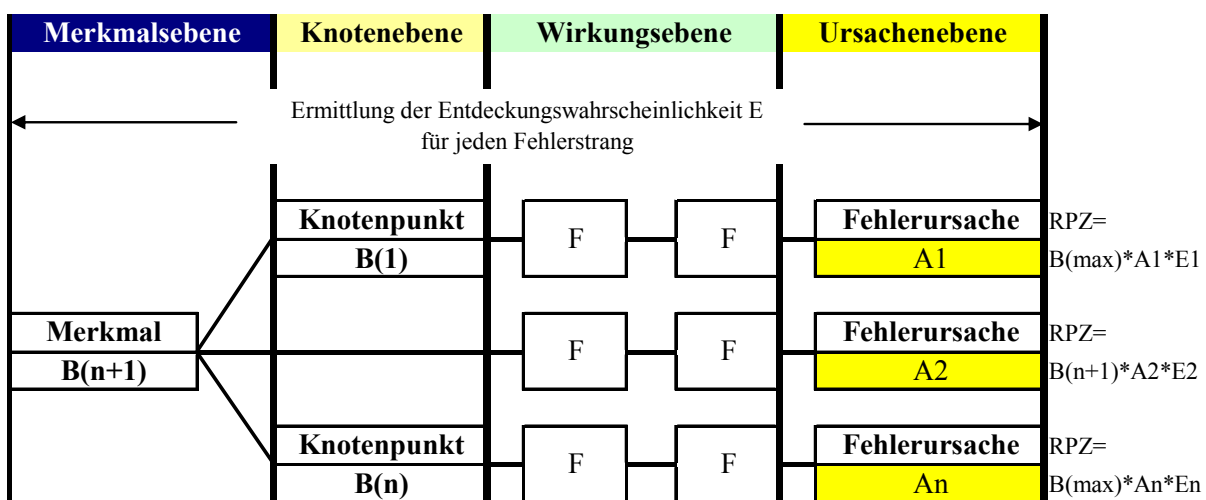 Merkmalsebene Knotenebene Wirkungsebene Ursachenebene
Ermittlung der Entdeckungswahrscheinlichkeit E
für jeden Fehlerstrang
Knotenpunkt Fehlerursache RPZ=
F F
B(1) A1 B(max)*A1*E1
Merkmal Fehlerursache RPZ=
F F
B(n+1) A2 B(n+1)*A2*E2
Knotenpunkt Fehlerursache RPZ=
F F
B(n) An B(max)*An*En